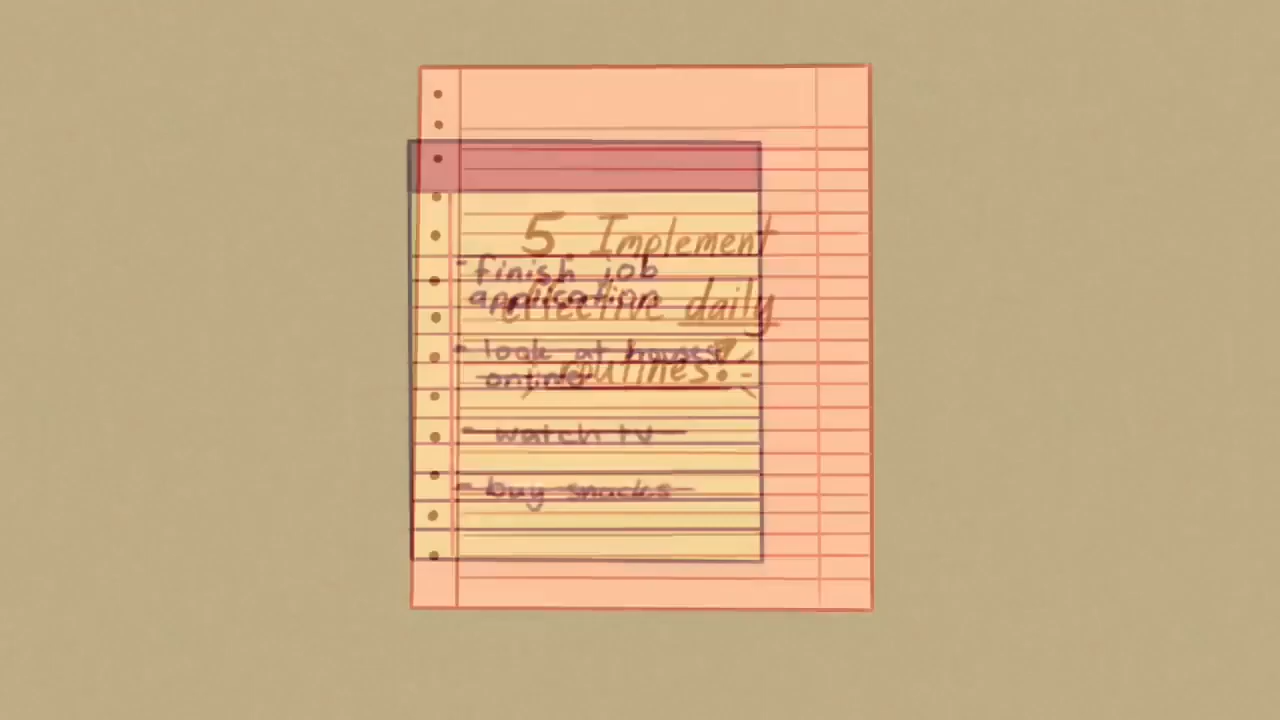 5. Implement
effective daily
routines!
- finish job
application
- look at houses
online
- watch tv
- buy snacks